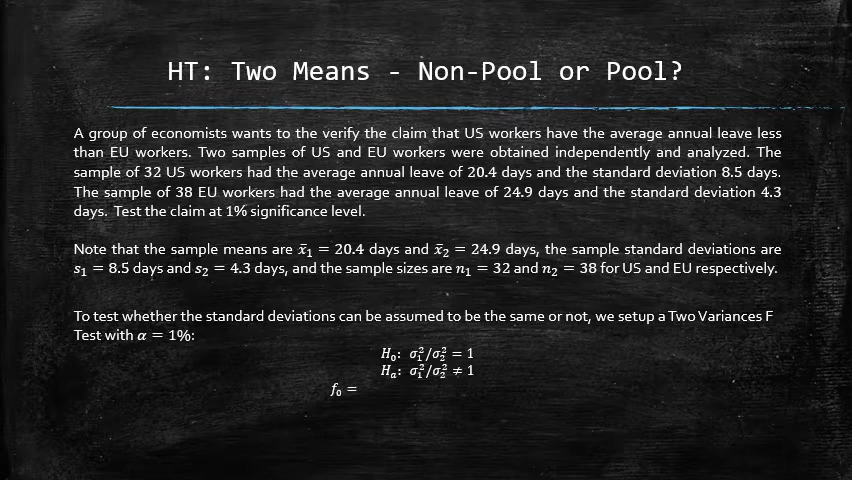 HT: Two Means - Non-Pool or Pool?
A group of economists wants to the verify the claim that US workers have the average annual leave less
than EU workers. Two samples of US and EU workers were obtained independently and analyzed. The
sample of 32 US workers had the average annual leave of 20.4 days and the standard deviation 8.5 days.
The sample of 38 EU workers had the average annual leave of 24.9 days and the standard deviation 4.3
days. Test the claim at 1% significance level.
Note that the sample means are x̄₁ = 20.4 days and x̄₂ = 24.9 days, the sample standard deviations are
s₁ = 8.5 days and s₂ = 4.3 days, and the sample sizes are n₁ = 32 and n₂ = 38 for US and EU respectively.
To test whether the standard deviations can be assumed to be the same or not, we setup a Two Variances F
Test with α = 1%:
H₀: σ₁²/σ₂² = 1
Hₐ: σ₁²/σ₂² ≠ 1
f₀ =